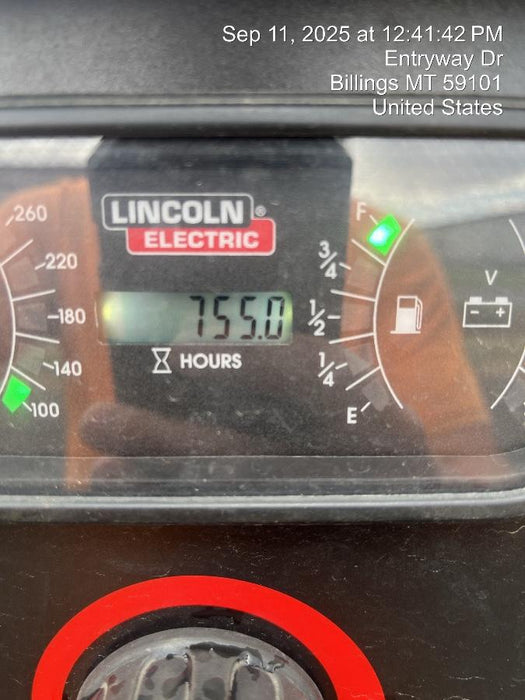 Sep 11, 2025 at 12:41:42 PM
Entryway Dr
Billings MT 59101
United States
LINCOLN ®
ELECTRIC
755.0
HOURS
260
220
180
140
100
F
3/4
1/2
1/4
E
V
- +